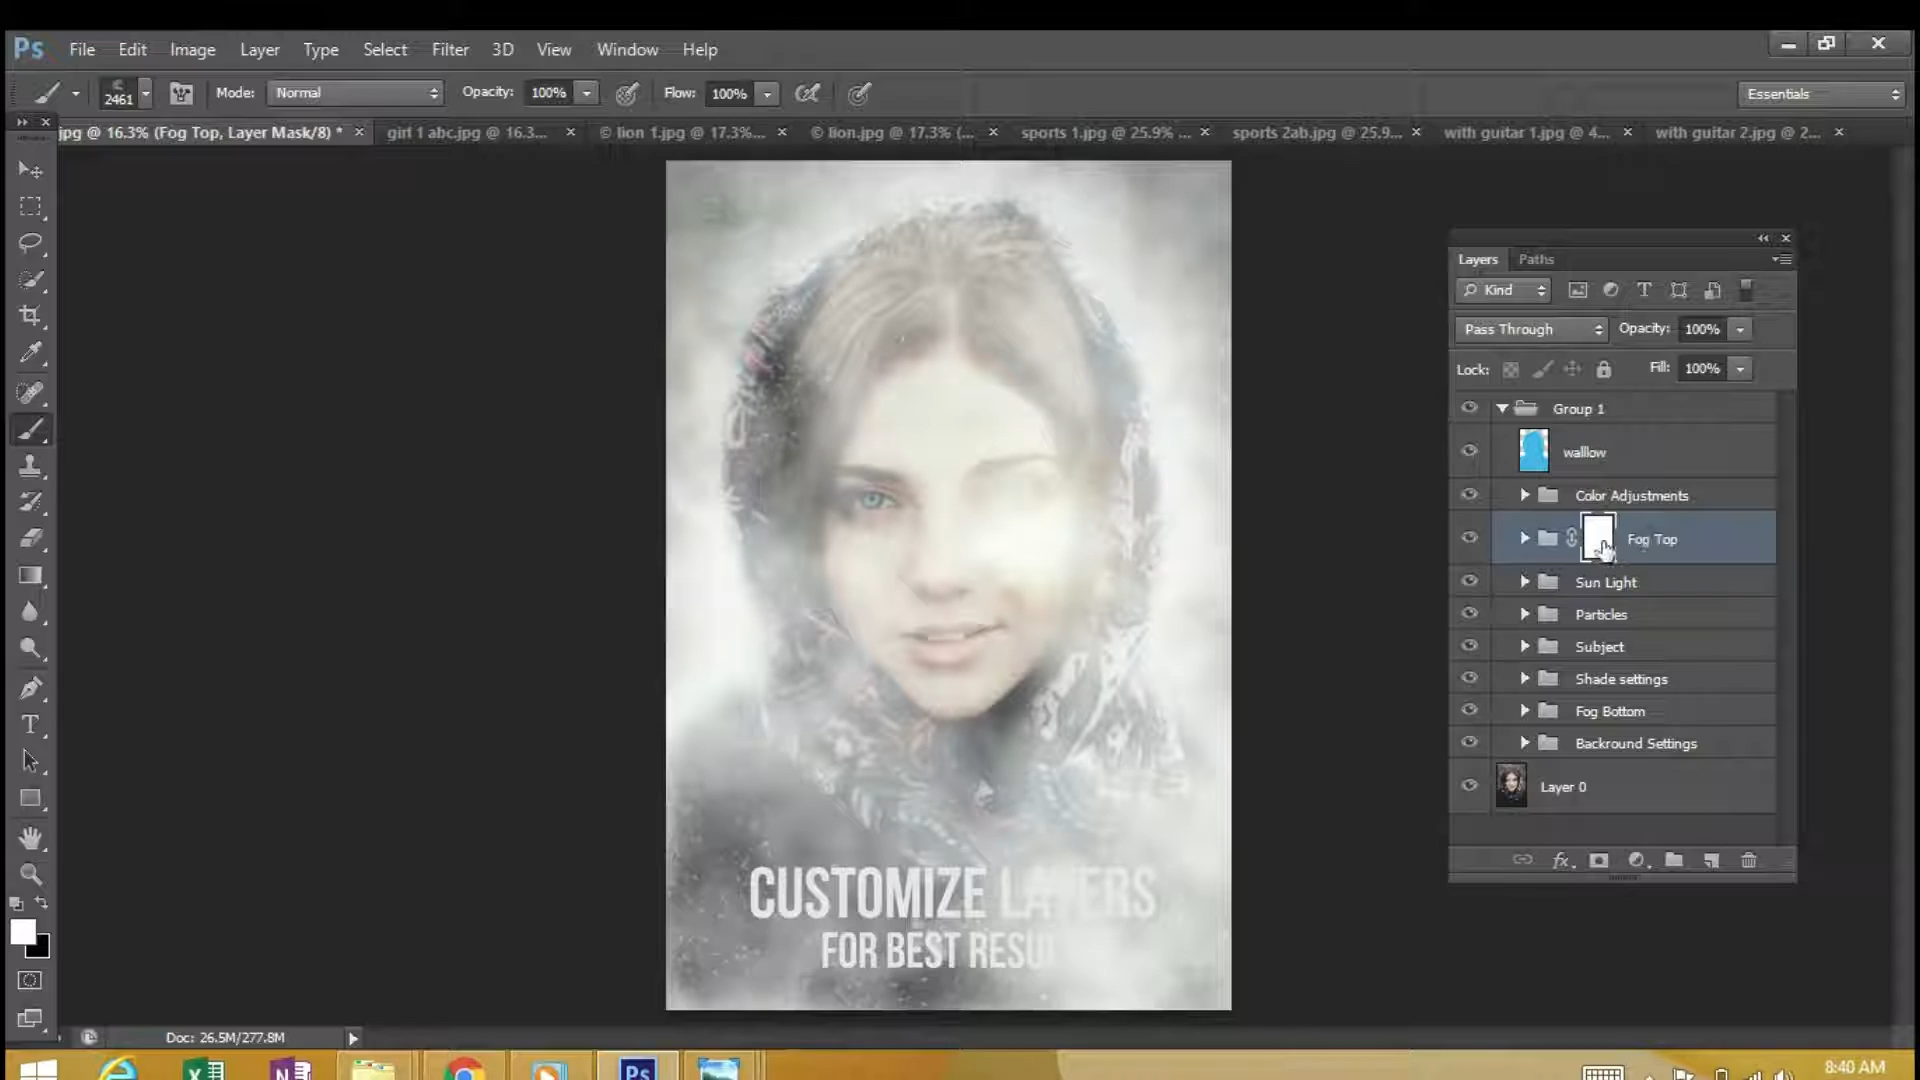 Ps File Edit Image Layer Type Select Filter 3D View Window Help
2461 Mode: Normal Opacity: 100% Flow: 100% Essentials
jpg @ 16.3% (Fog Top, Layer Mask/8) * girl 1 abc.jpg @ 16.3... © lion 1.jpg @ 17.3%... © lion.jpg @ 17.3% (... sports 1.jpg @ 25.9% ... sports 2ab.jpg @ 25.9... with guitar 1.jpg @ 4... with guitar 2.jpg @ 2...
Layers Paths
Kind
Pass Through Opacity: 100%
Lock: Fill: 100%
Group 1
walllow
Color Adjustments
Fog Top
Sun Light
Particles
Subject
Shade settings
Fog Bottom
Backround Settings
Layer 0
CUSTOMIZE LAYERS
FOR BEST RESU
Doc: 26.5M/277.8M
Ps
8:40 AM